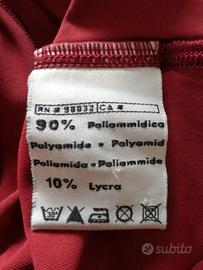 RN # 98832 CA #
90% Poliammidica
Polyamide • Polyamid
Poliamida • Poliammide
10% Lycra
subito